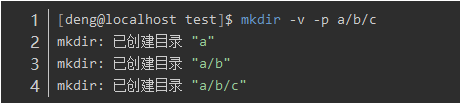 1 [deng@localhost test]$ mkdir -v -p a/b/c
2 mkdir: 已创建目录 "a"
3 mkdir: 已创建目录 "a/b"
4 mkdir: 已创建目录 "a/b/c"